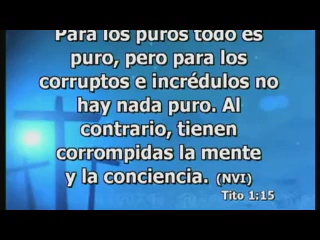 Para los puros todo es
puro, pero para los
corruptos e incrédulos no
hay nada puro. Al
contrario, tienen
corrompidas la mente
y la conciencia. (NVI)
Tito 1:15